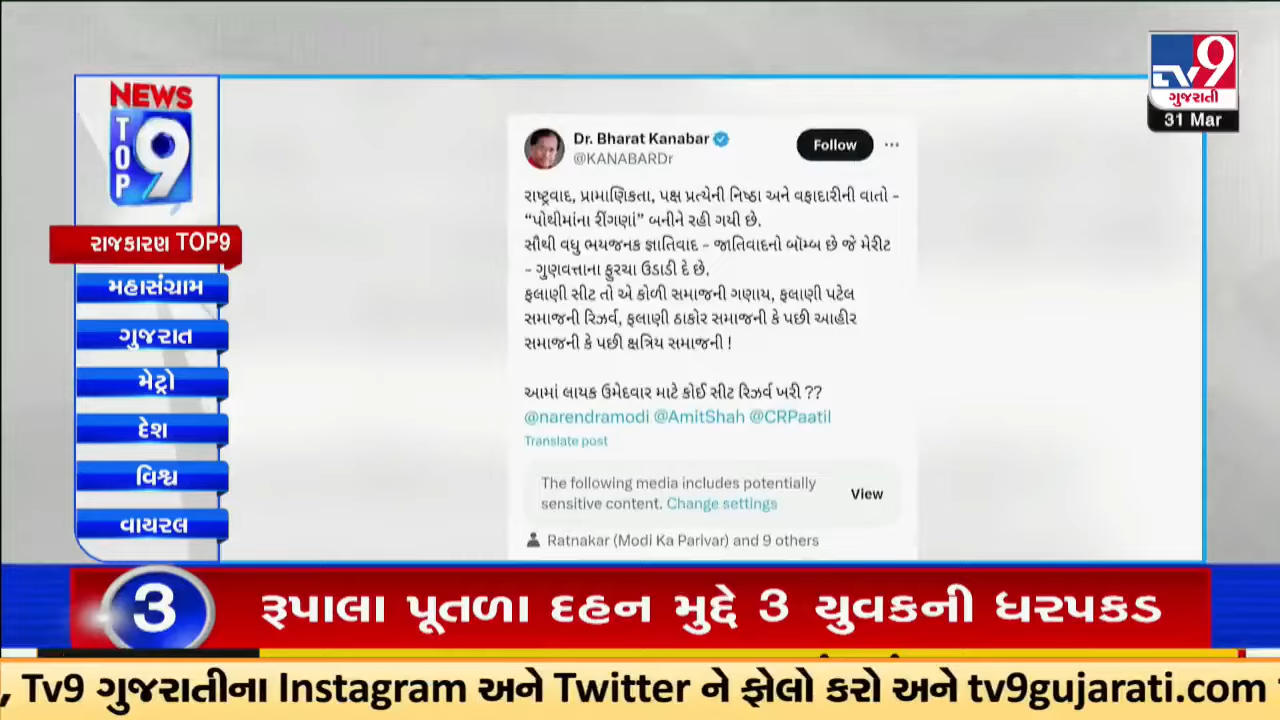 NEWS
TOP
9
TV9
ગુજરાતી
31 Mar
રાજકારણ TOP9
મહાસંગ્રામ
ગુજરાત
મેટ્રો
દેશ
વિશ્વ
વાયરલ
Dr. Bharat Kanabar
@KANABARDr
Follow
રાષ્ટ્રવાદ, પ્રામાણિકતા, પક્ષ પ્રત્યેની નિષ્ઠા અને વફાદારીની વાતો -
“પોથીમાંના રીંગણાં” બનીને રહી ગયી છે.
સૌથી વધુ ભયજનક જ્ઞાતિવાદ - જાતિવાદનો બૉમ્બ છે જે મેરીટ
- ગુણવત્તાના ફુરચા ઉડાડી દે છે.
ફલાણી સીટ તો એ કોળી સમાજની ગણાય, ફલાણી પટેલ
સમાજની રિઝર્વ, ફલાણી ઠાકોર સમાજની કે પછી આહીર
સમાજની કે પછી ક્ષત્રિય સમાજની !
આમાં લાયક ઉમેદવાર માટે કોઈ સીટ રિઝર્વ ખરી ??
@narendramodi @AmitShah @CRPaatil
Translate post
The following media includes potentially
sensitive content. Change settings
View
Ratnakar (Modi Ka Parivar) and 9 others
3
રૂપાલા પૂતળા દહન મુદ્દે 3 યુવકની ધરપકડ
, Tv9 ગુજરાતીના Instagram અને Twitter ને ફોલો કરો અને tv9gujarati.com